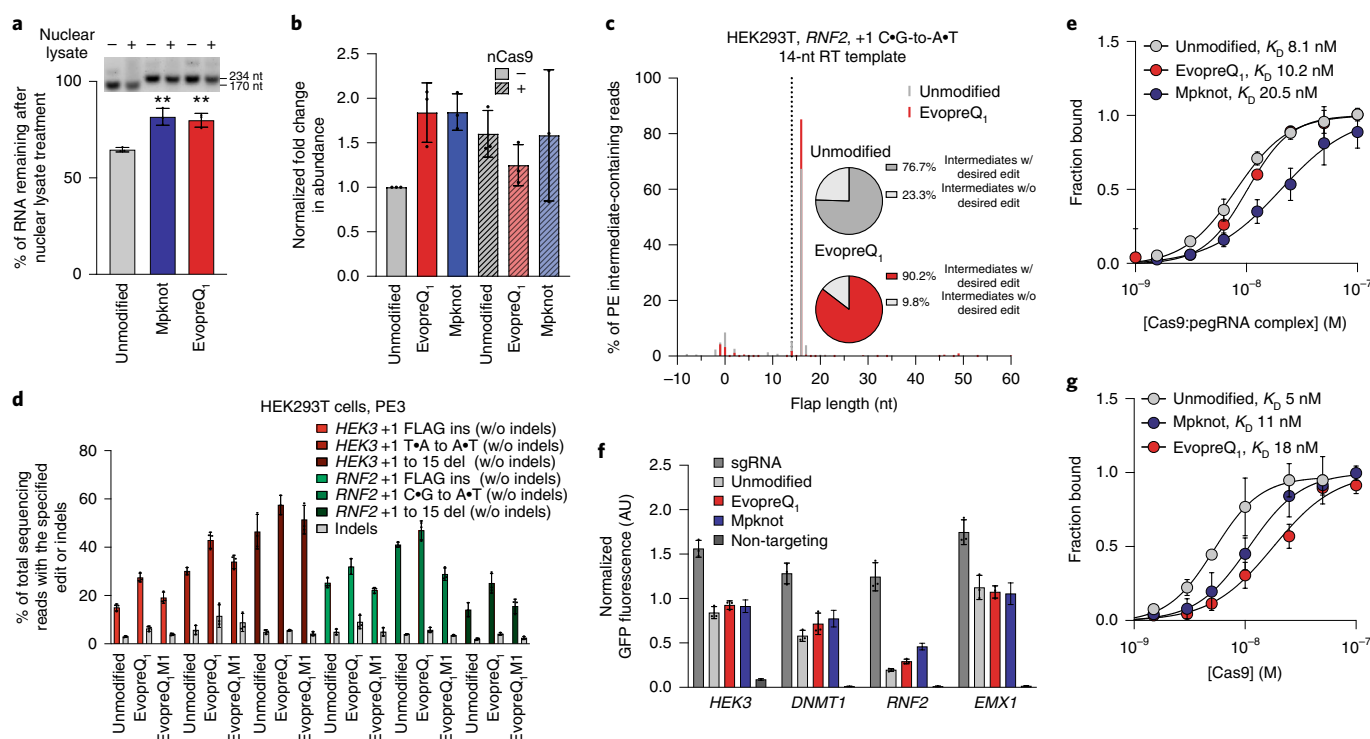 a
Nuclear
lysate
− + − + − +
234 nt
170 nt
** **
100
50
0
% of RNA remaining after
nuclear lysate treatment
Unmodified
Mpknot
EvopreQ1
b
nCas9
−
+
2.5
2.0
1.5
1.0
0.5
0.0
Normalized fold change
in abundance
Unmodified
EvopreQ1
Mpknot
Unmodified
EvopreQ1
Mpknot
c
HEK293T, RNF2, +1 C•G-to-A•T
14-nt RT template
100
80
60
40
20
0
% of PE intermediate-containing reads
Unmodified
EvopreQ1
Unmodified
76.7% Intermediates w/
desired edit
23.3% Intermediates w/o
desired edit
EvopreQ1
90.2% Intermediates w/
desired edit
9.8% Intermediates w/o
desired edit
−10 0 10 20 30 40 50 60
Flap length (nt)
d
HEK293T cells, PE3
HEK3 +1 FLAG ins (w/o indels)
HEK3 +1 T•A to A•T (w/o indels)
HEK3 +1 to 15 del (w/o indels)
RNF2 +1 FLAG ins (w/o indels)
RNF2 +1 C•G to A•T (w/o indels)
RNF2 +1 to 15 del (w/o indels)
Indels
80
60
40
20
0
% of total sequencing
reads with the specified
edit or indels
Unmodified
EvopreQ1
EvopreQ1M1
Unmodified
EvopreQ1
EvopreQ1M1
Unmodified
EvopreQ1
EvopreQ1M1
Unmodified
EvopreQ1
EvopreQ1M1
Unmodified
EvopreQ1
EvopreQ1M1
Unmodified
EvopreQ1
EvopreQ1M1
e
Unmodified, KD 8.1 nM
EvopreQ1, KD 10.2 nM
Mpknot, KD 20.5 nM
1.5
1.0
0.5
0.0
Fraction bound
10−9 10−8 10−7
[Cas9:pegRNA complex] (M)
f
sgRNA
Unmodified
EvopreQ1
Mpknot
Non-targeting
2.5
2.0
1.5
1.0
0.5
0.0
Normalized
GFP fluorescence (AU)
HEK3 DNMT1 RNF2 EMX1
g
Unmodified, KD 5 nM
Mpknot, KD 11 nM
EvopreQ1, KD 18 nM
1.5
1.0
0.5
0.0
Fraction bound
10−9 10−8 10−7
[Cas9] (M)